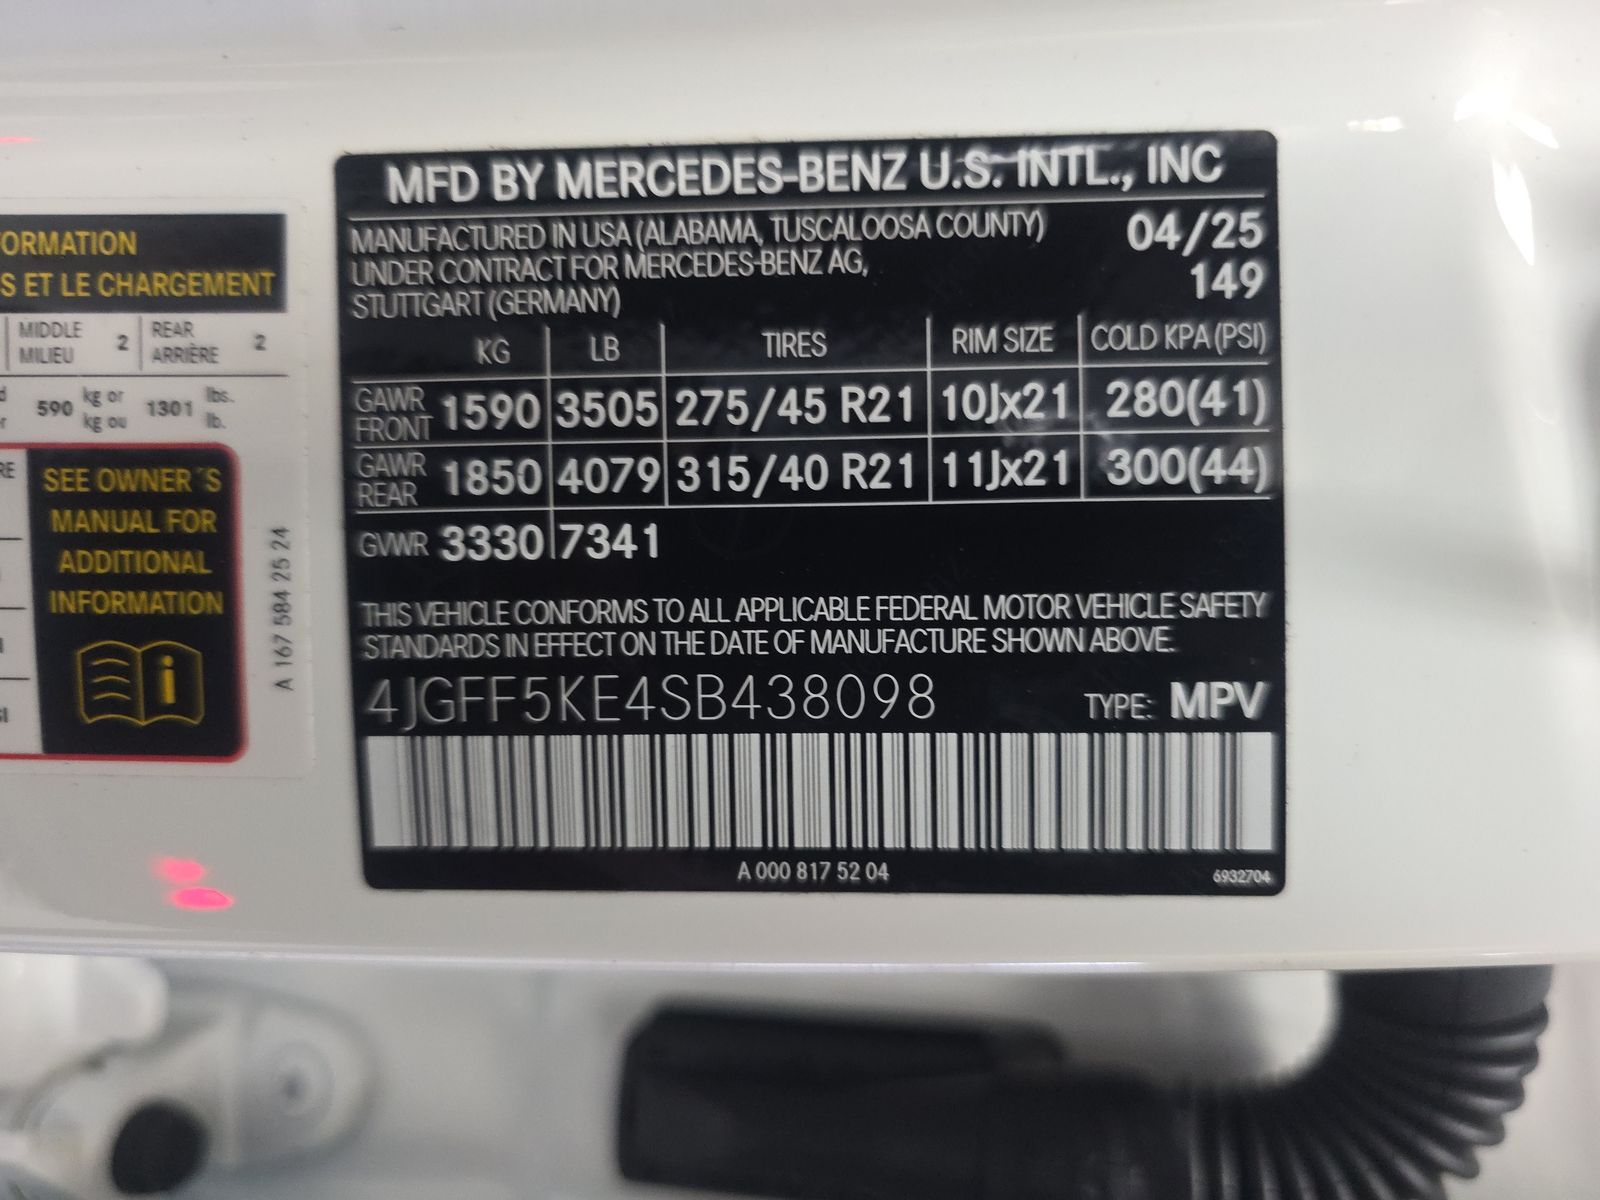 FORMATION
S ET LE CHARGEMENT
MIDDLE
MILIEU 2
REAR
ARRIÈRE 2
590 kg or
kg ou 1301 lbs.
lb.
SEE OWNER´S
MANUAL FOR
ADDITIONAL
INFORMATION
i
A 167 584 25 24
MFD BY MERCEDES-BENZ U.S. INTL., INC
MANUFACTURED IN USA (ALABAMA, TUSCALOOSA COUNTY) 04/25
UNDER CONTRACT FOR MERCEDES-BENZ AG, 149
STUTTGART (GERMANY)
KG LB TIRES RIM SIZE COLD KPA (PSI)
GAWR FRONT 1590 3505 275/45 R21 10Jx21 280(41)
GAWR REAR 1850 4079 315/40 R21 11Jx21 300(44)
GVWR 3330 7341
THIS VEHICLE CONFORMS TO ALL APPLICABLE FEDERAL MOTOR VEHICLE SAFETY
STANDARDS IN EFFECT ON THE DATE OF MANUFACTURE SHOWN ABOVE.
4JGFF5KE4SB438098 TYPE: MPV
A 000 817 52 04 6932704